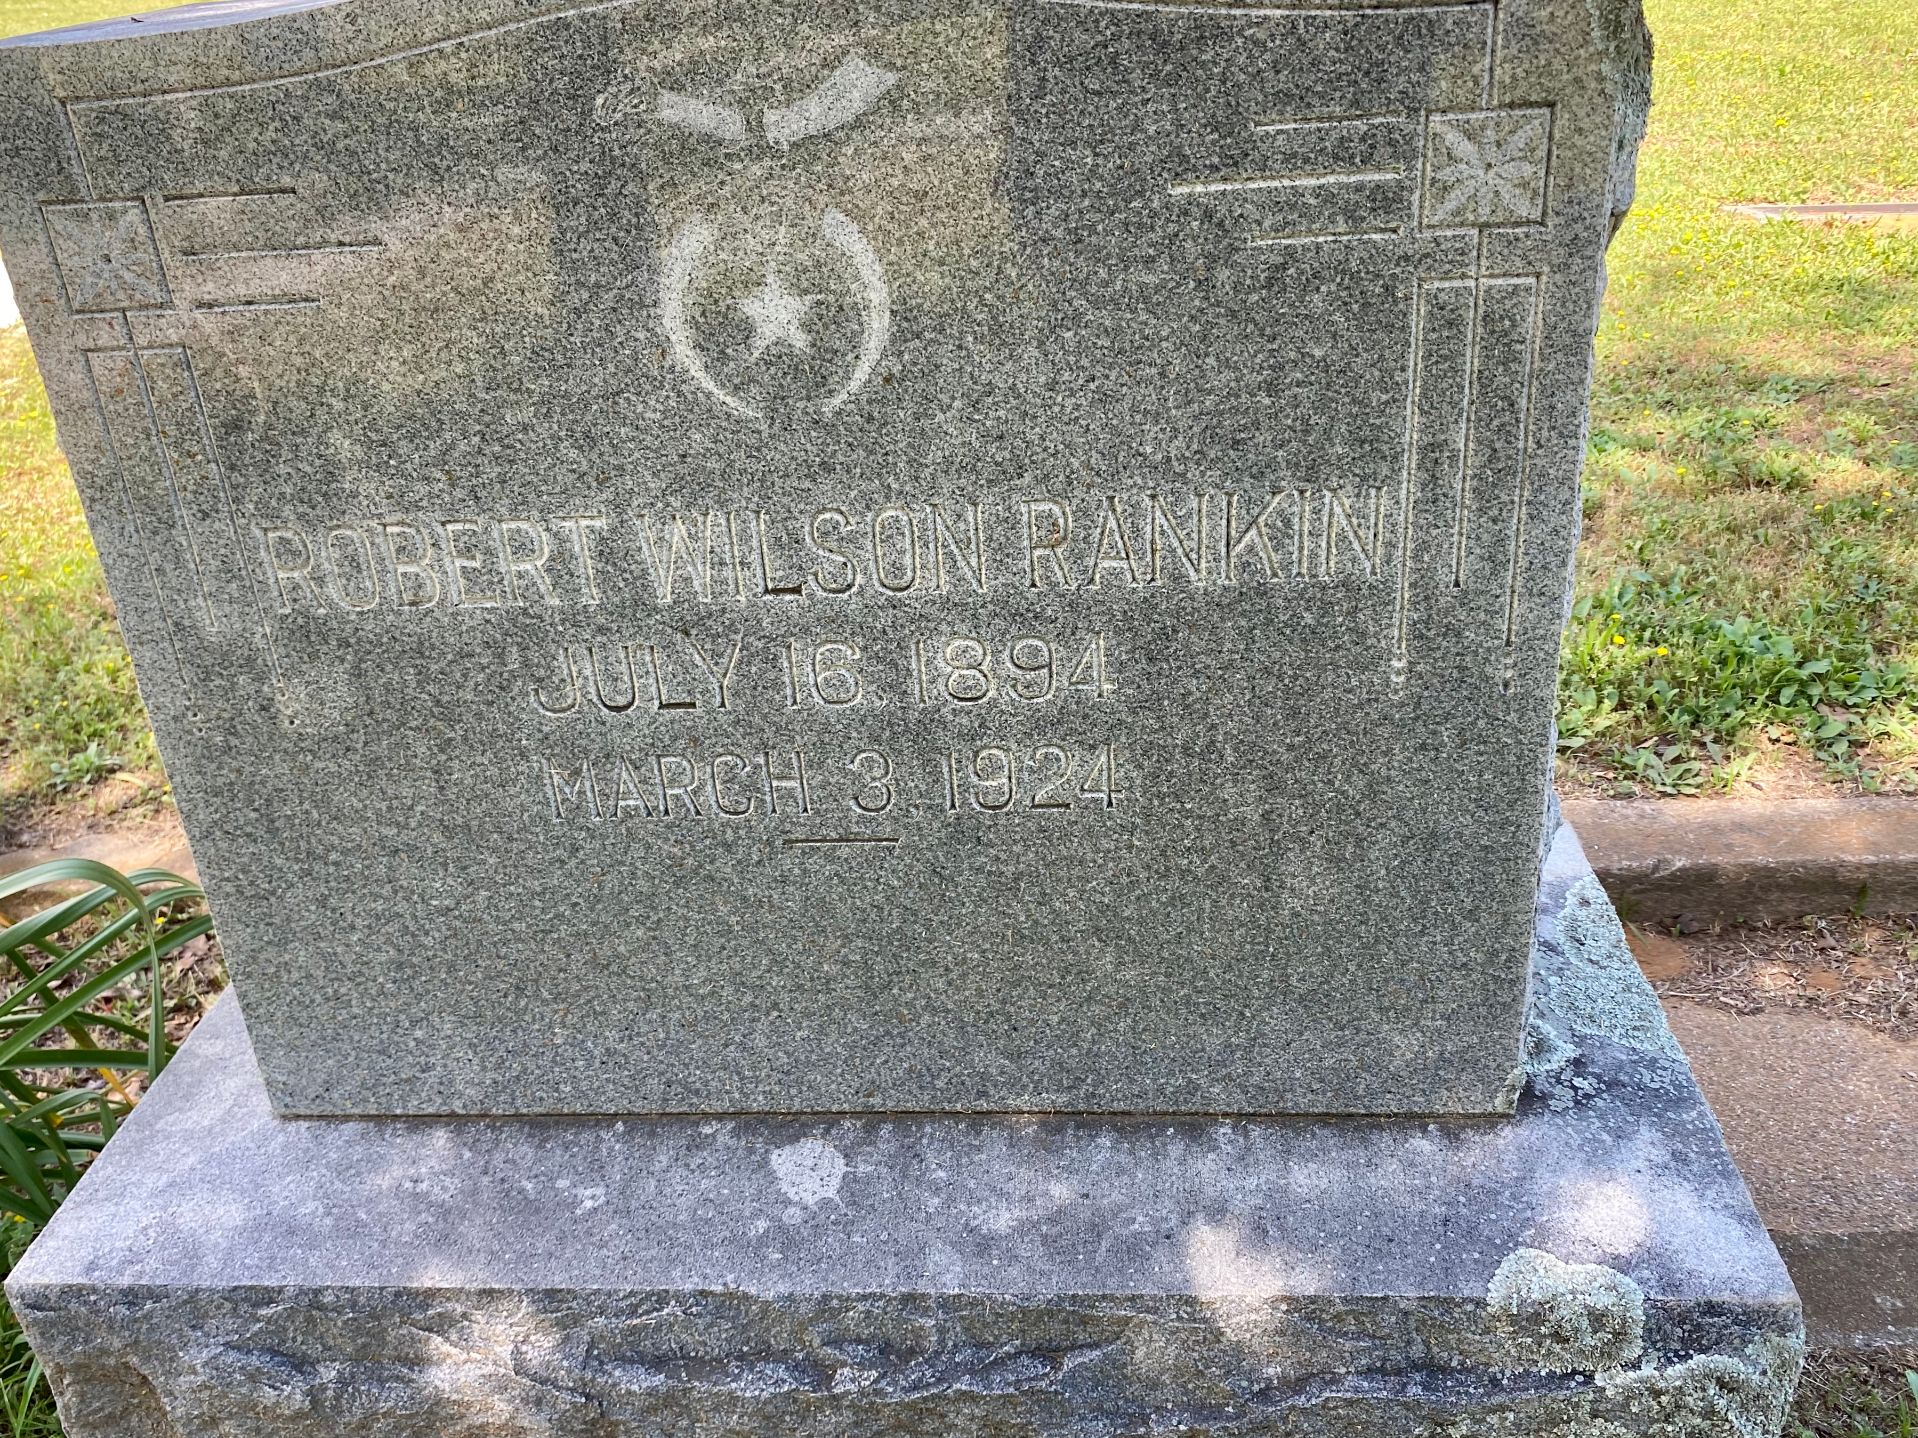 ROBERT WILSON RANKIN
JULY 16, 1894
MARCH 3, 1924